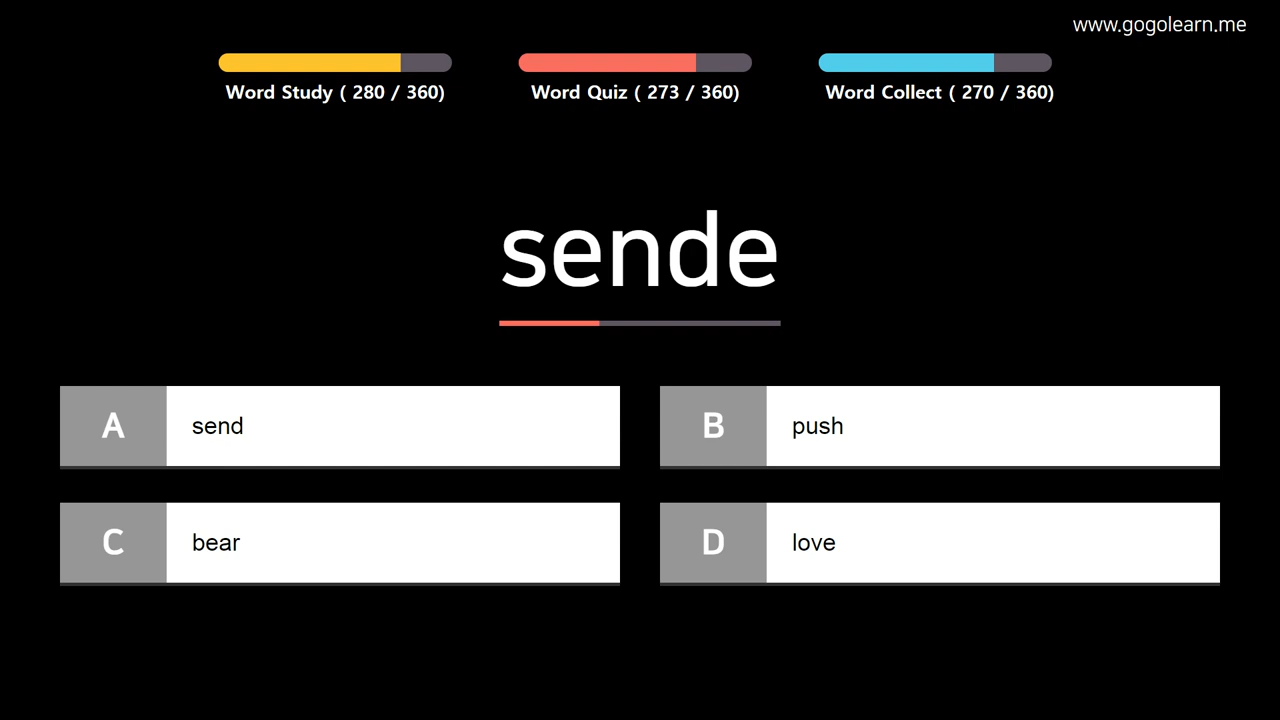 www.gogolearn.me
Word Study ( 280 / 360)
Word Quiz ( 273 / 360)
Word Collect ( 270 / 360)
sende
A send
B push
C bear
D love